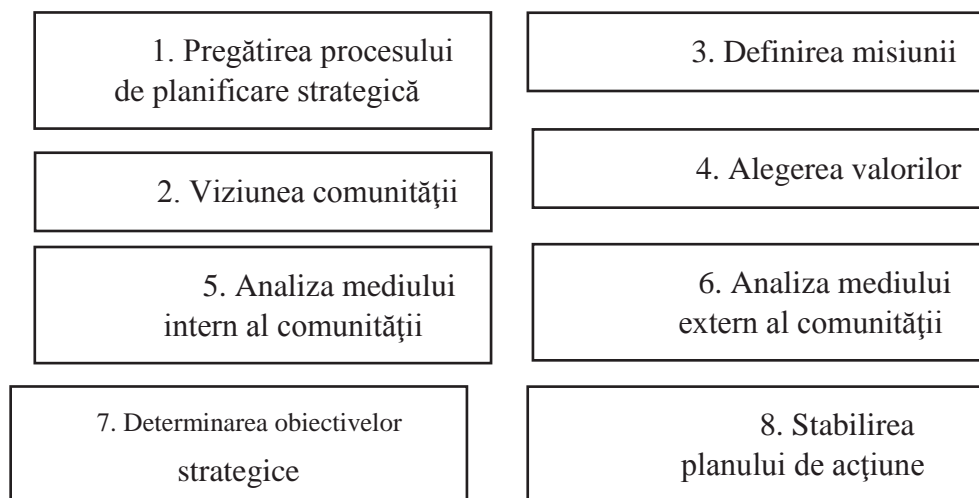 1. Pregătirea procesului
de planificare strategică
2. Viziunea comunităţii
3. Definirea misiunii
4. Alegerea valorilor
5. Analiza mediului
intern al comunităţii
6. Analiza mediului
extern al comunităţii
7. Determinarea obiectivelor
strategice
8. Stabilirea
planului de acţiune